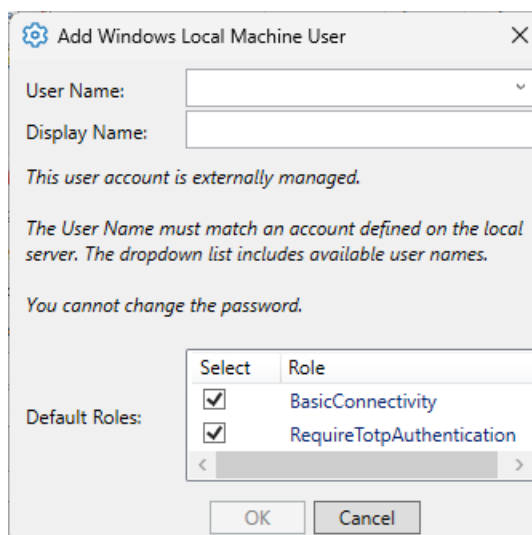 Add Windows Local Machine User
User Name:
Display Name:
This user account is externally managed.
The User Name must match an account defined on the local
server. The dropdown list includes available user names.
You cannot change the password.
Select Role
BasicConnectivity
Default Roles:
RequireTotpAuthentication
OK Cancel